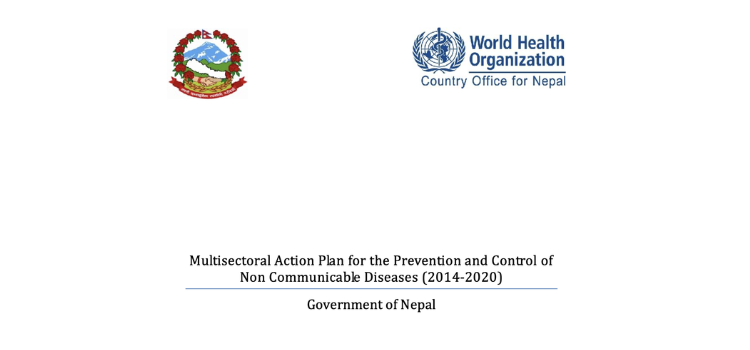 World Health
Organization
Country Office for Nepal
Multisectoral Action Plan for the Prevention and Control of
Non Communicable Diseases (2014-2020)
Government of Nepal